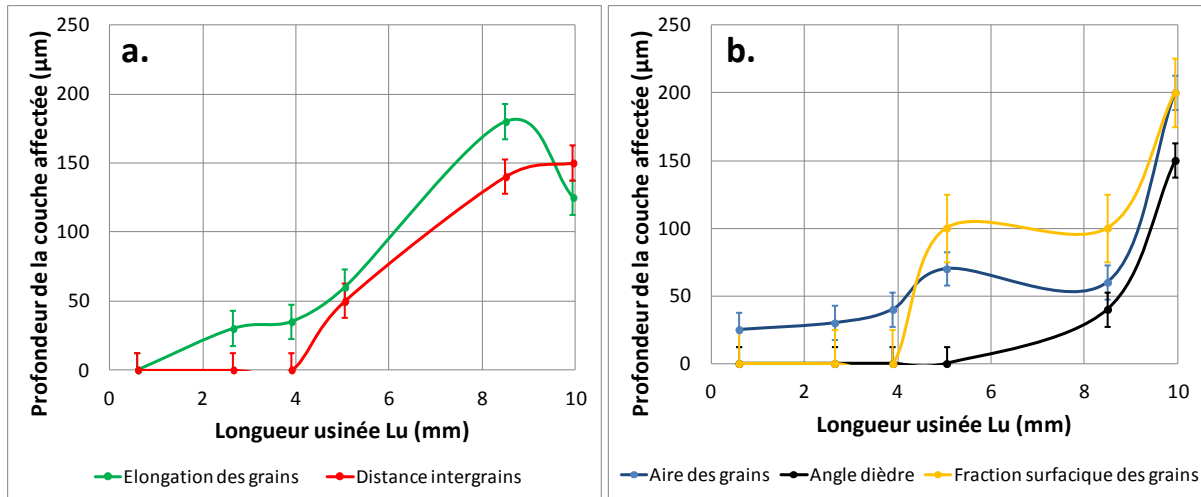 a.
Profondeur de la couche affectée (µm)
250
200
150
100
50
0
0 2 4 6 8 10
Longueur usinée Lu (mm)
Elongation des grains Distance intergrains
b.
Profondeur de la couche affectée (µm)
250
200
150
100
50
0
0 2 4 6 8 10
Longueur usinée Lu (mm)
Aire des grains Angle dièdre Fraction surfacique des grains